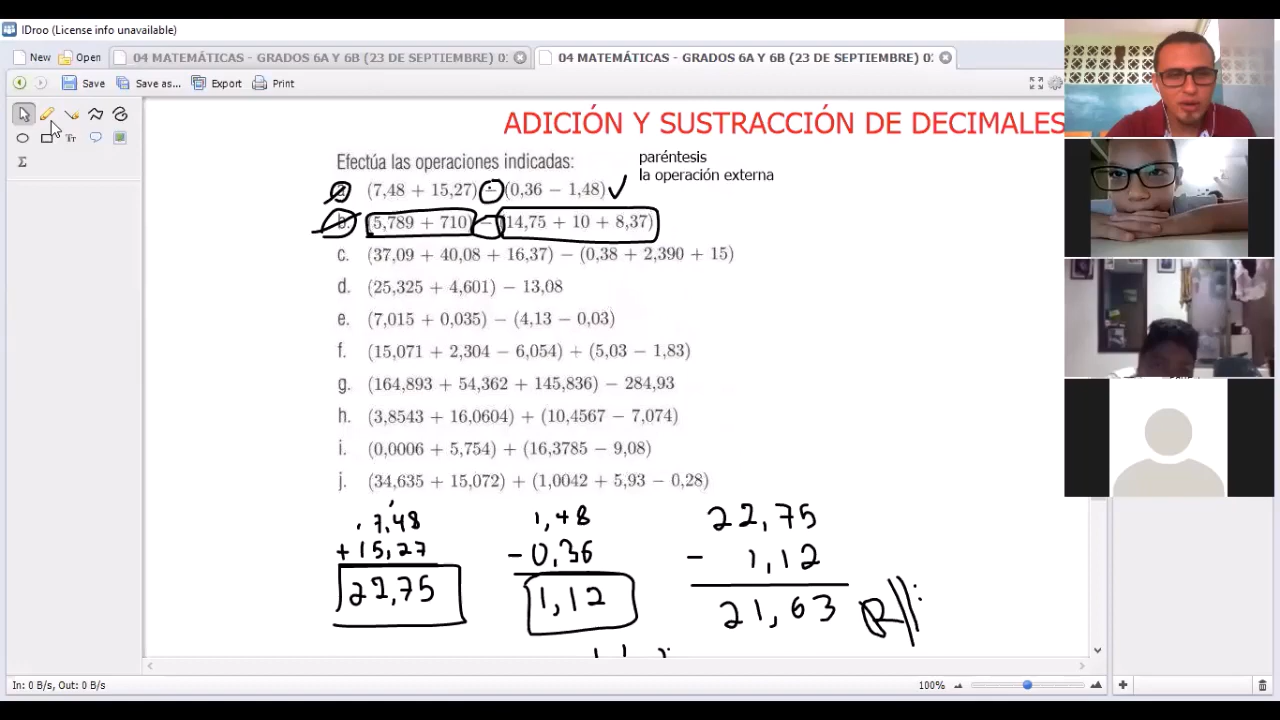 IDroo (License info unavailable)
New Open 04 MATEMÁTICAS - GRADOS 6A Y 6B (23 DE SEPTIEMBRE) 0: 04 MATEMÁTICAS - GRADOS 6A Y 6B (23 DE SEPTIEMBRE) 0:
Save Save as... Export Print
Tr
Σ
ADICIÓN Y SUSTRACCIÓN DE DECIMALES
Efectúa las operaciones indicadas:
paréntesis
la operación externa
a. (7,48 + 15,27) − (0,36 − 1,48) ✓
b. (5,789 + 710) − (14,75 + 10 + 8,37)
c. (37,09 + 40,08 + 16,37) − (0,38 + 2,390 + 15)
d. (25,325 + 4,601) − 13,08
e. (7,015 + 0,035) − (4,13 − 0,03)
f. (15,071 + 2,304 − 6,054) + (5,03 − 1,83)
g. (164,893 + 54,362 + 145,836) − 284,93
h. (3,8543 + 16,0604) + (10,4567 − 7,074)
i. (0,0006 + 5,754) + (16,3785 − 9,08)
j. (34,635 + 15,072) + (1,0042 + 5,93 − 0,28)
7,48
+15,27
22,75
1,48
-0,36
1,12
22,75
- 1,12
21,63 R//:
In: 0 B/s, Out: 0 B/s
100%